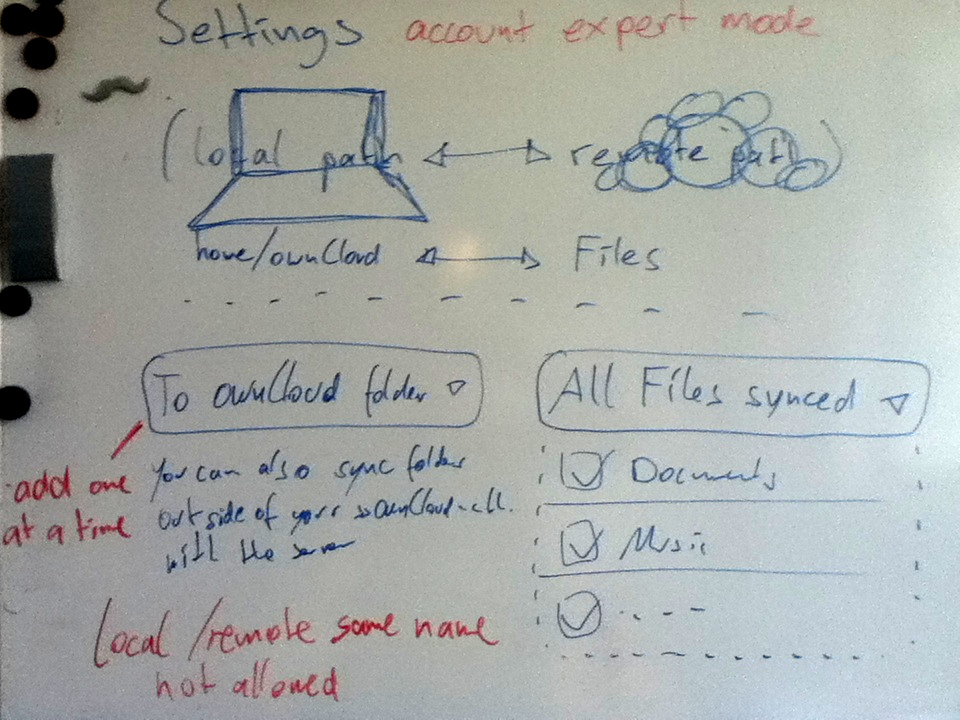 Settings account expert mode
(local path remote path)
home/ownCloud Files
To ownCloud folder All Files synced
add one
at a time
You can also sync folder
outside of your
with the server
Documents
Music
Local/remote same name
not allowed